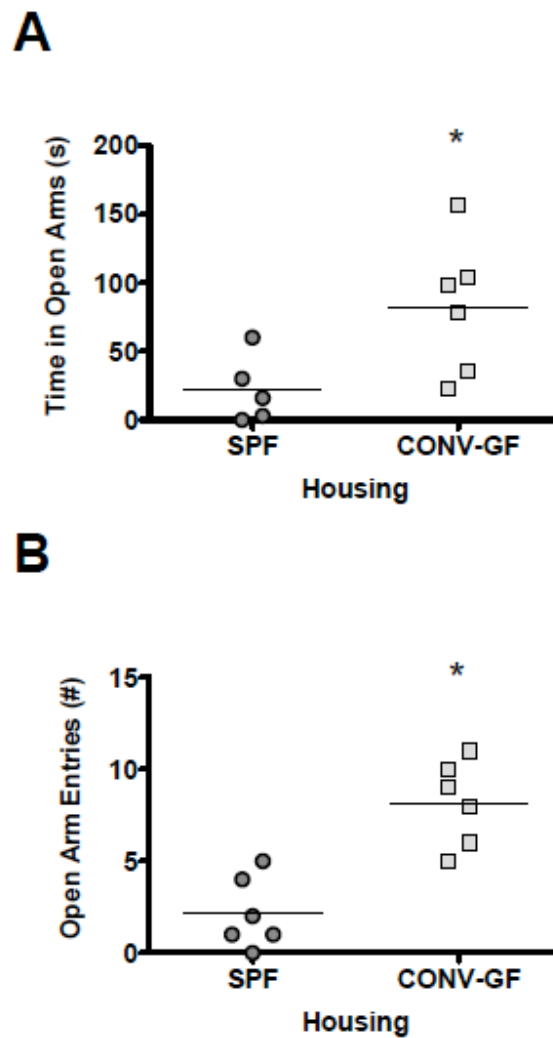 A
*
200
150
100
50
0
Time in Open Arms (s)
SPF CONV-GF
Housing
B
*
15
10
5
0
Open Arm Entries (#)
SPF CONV-GF
Housing